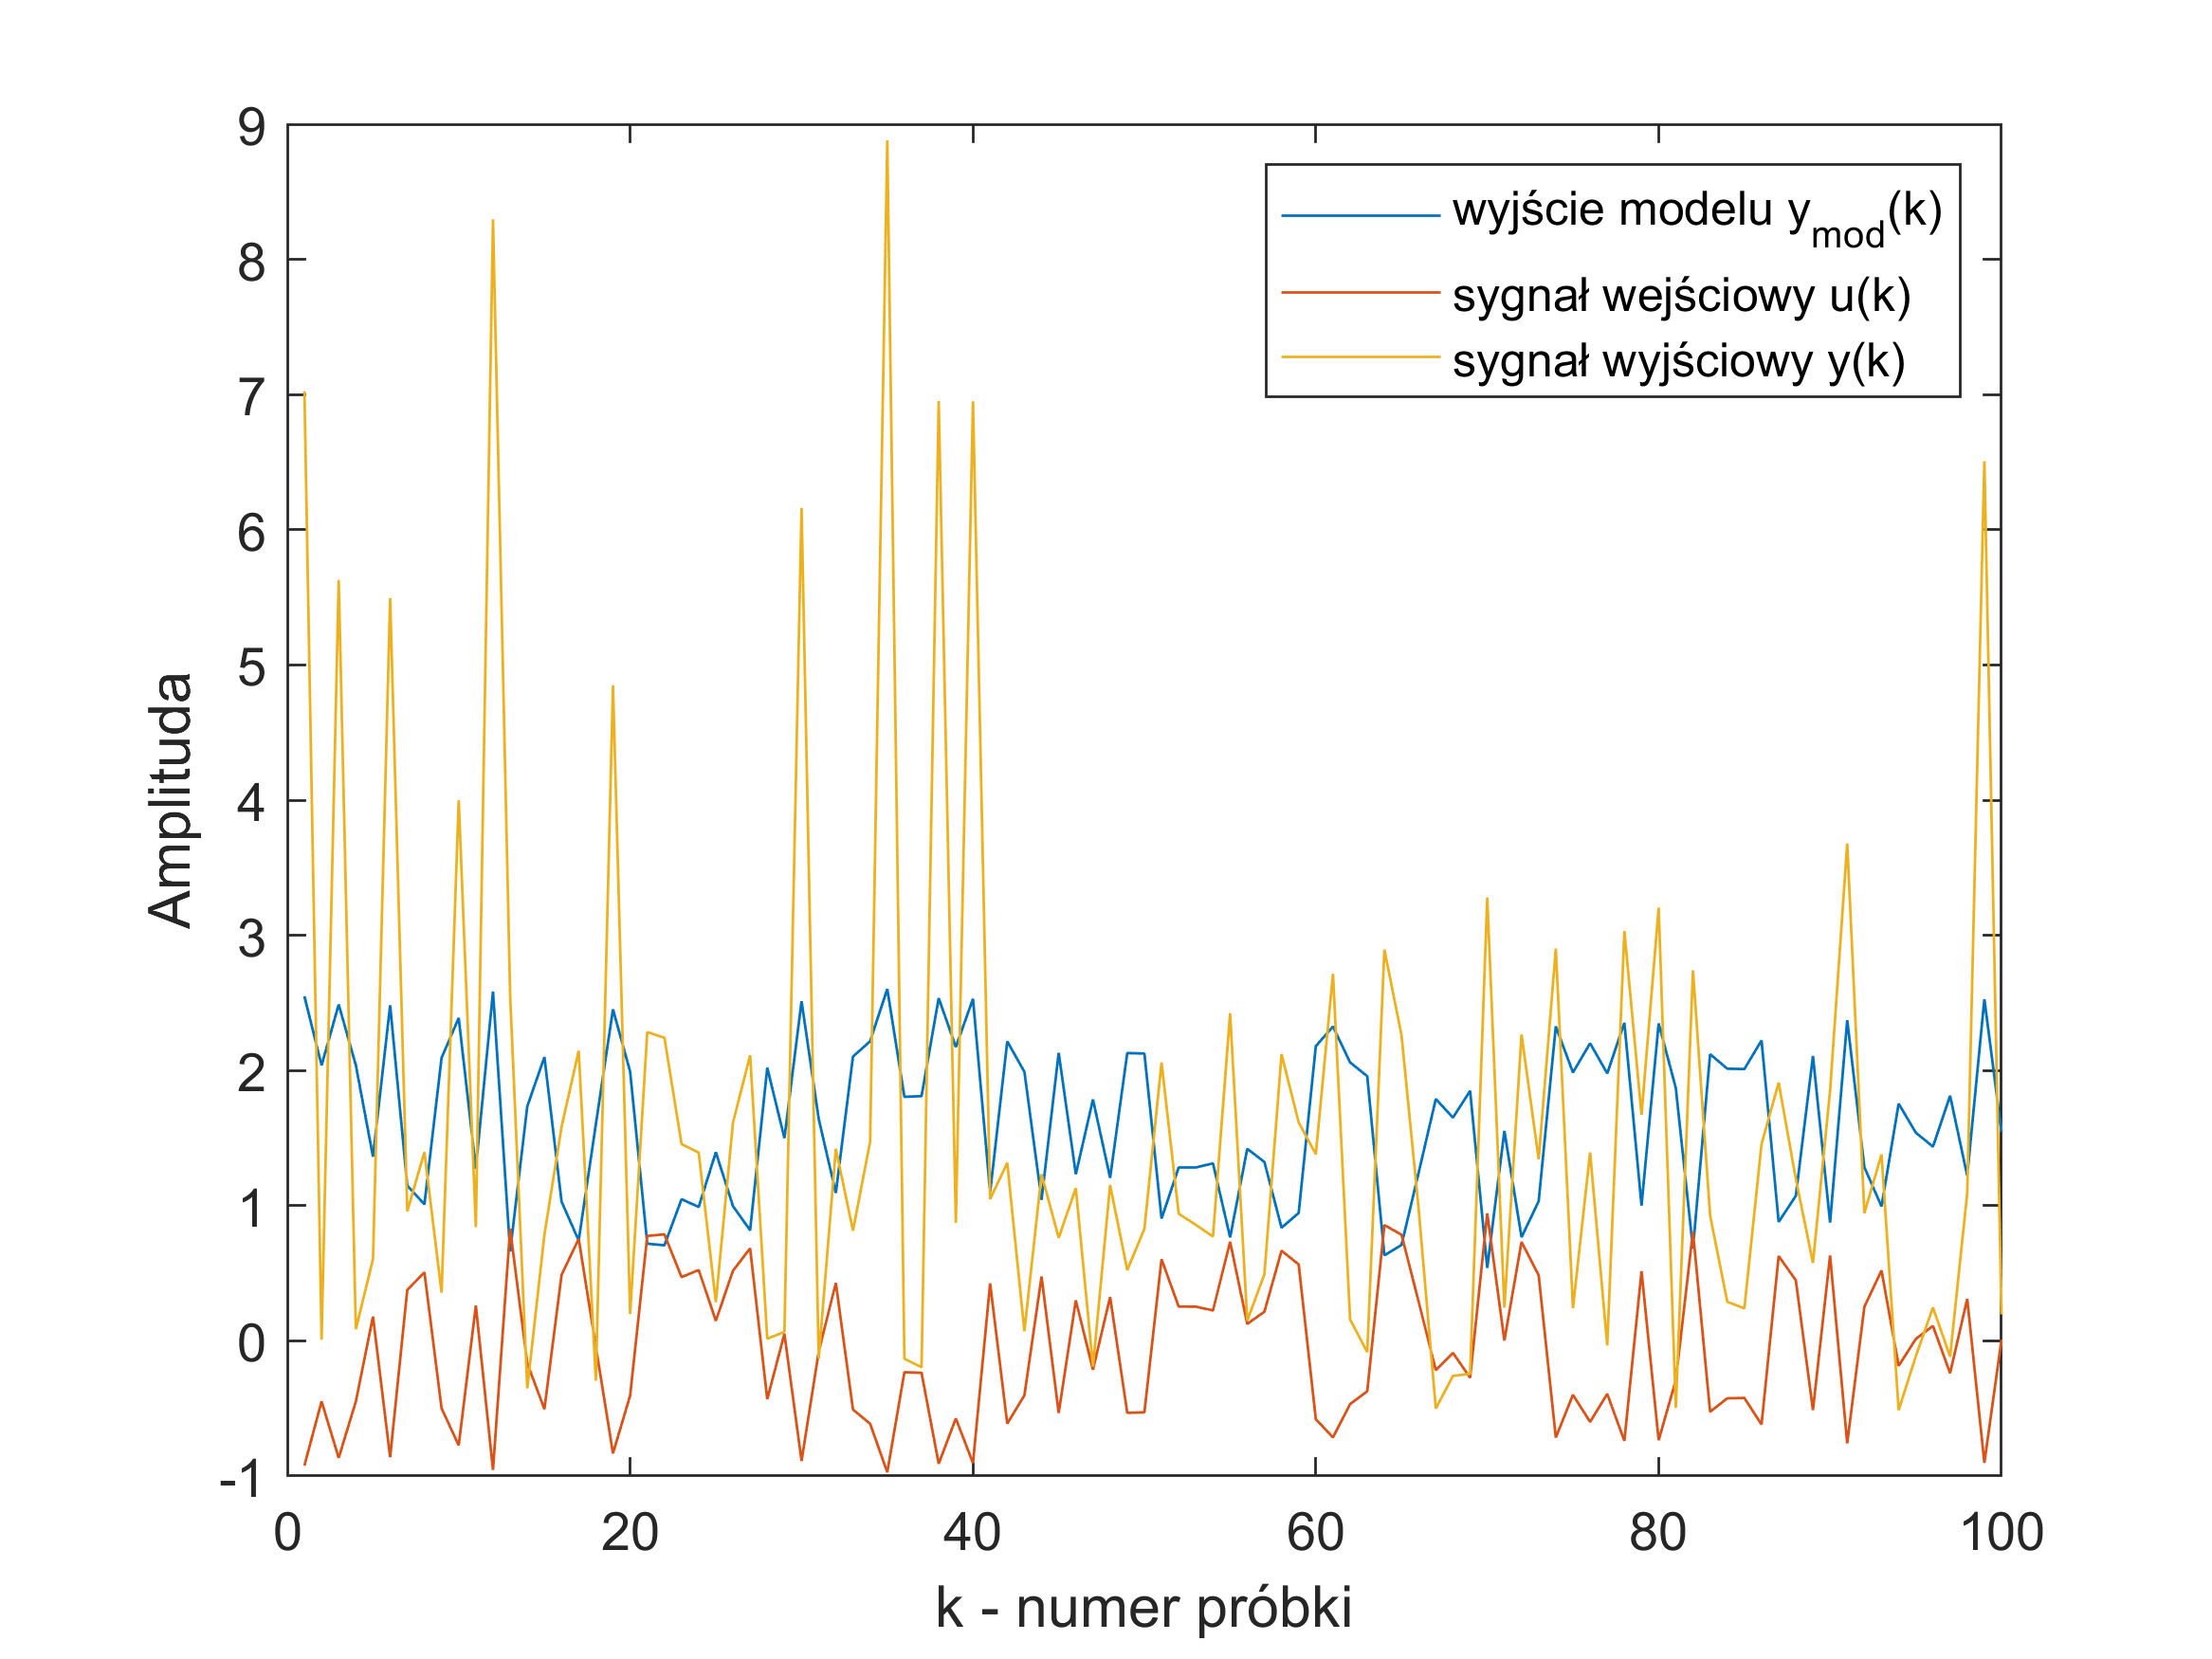 9
8
7
6
5
4
3
2
1
0
-1
Amplituda
wyjście modelu y_mod(k)
sygnał wejściowy u(k)
sygnał wyjściowy y(k)
0 20 40 60 80 100
k - numer próbki